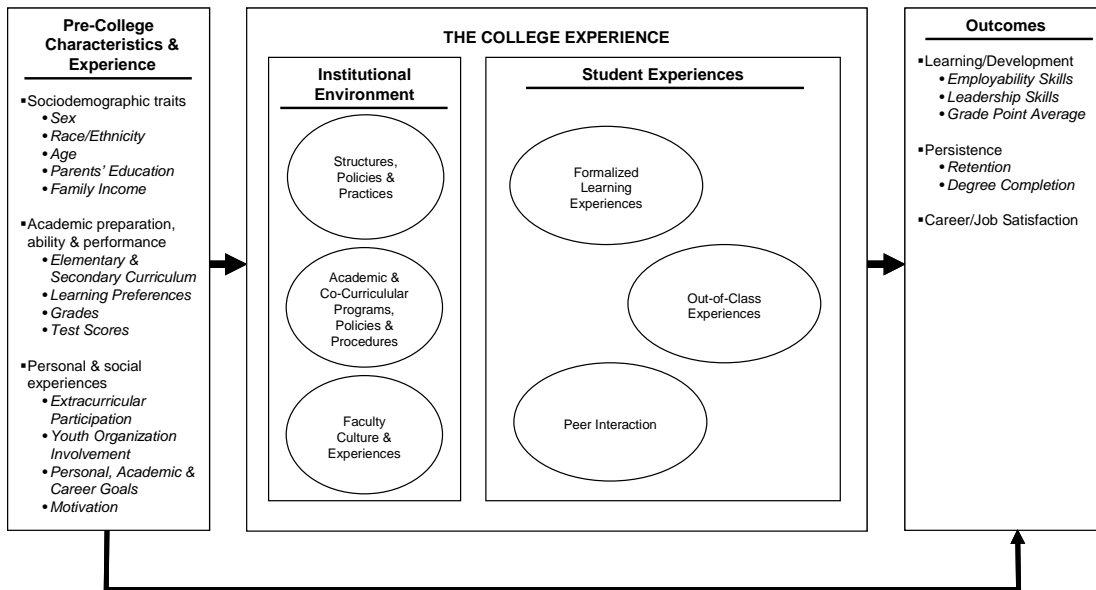 Pre-College
Characteristics &
Experience
▪Sociodemographic traits
• Sex
• Race/Ethnicity
• Age
• Parents' Education
• Family Income
▪Academic preparation,
ability & performance
• Elementary &
Secondary Curriculum
• Learning Preferences
• Grades
• Test Scores
▪Personal & social
experiences
• Extracurricular
Participation
• Youth Organization
Involvement
• Personal, Academic &
Career Goals
• Motivation
THE COLLEGE EXPERIENCE
Institutional
Environment
Structures,
Policies &
Practices
Academic &
Co-Curriculular
Programs,
Policies &
Procedures
Faculty
Culture &
Experiences
Student Experiences
Formalized
Learning
Experiences
Out-of-Class
Experiences
Peer Interaction
Outcomes
▪Learning/Development
• Employability Skills
• Leadership Skills
• Grade Point Average
▪Persistence
• Retention
• Degree Completion
▪Career/Job Satisfaction